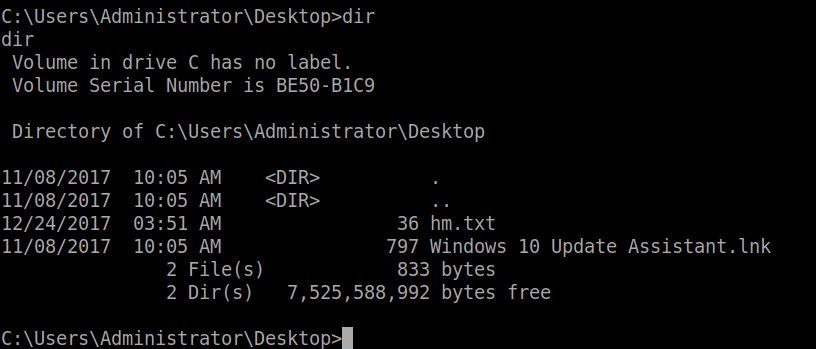 C:\Users\Administrator\Desktop>dir
dir
 Volume in drive C has no label.
 Volume Serial Number is BE50-B1C9

 Directory of C:\Users\Administrator\Desktop

11/08/2017  10:05 AM    <DIR>          .
11/08/2017  10:05 AM    <DIR>          ..
12/24/2017  03:51 AM                36 hm.txt
11/08/2017  10:05 AM               797 Windows 10 Update Assistant.lnk
               2 File(s)            833 bytes
               2 Dir(s)   7,525,588,992 bytes free

C:\Users\Administrator\Desktop>